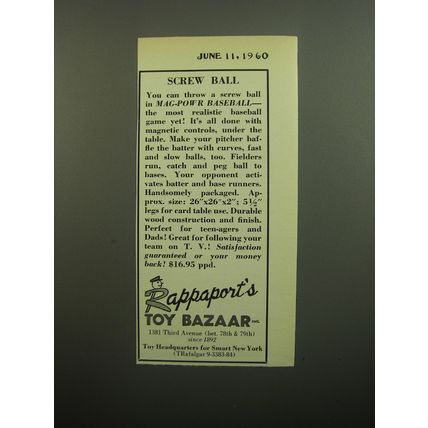 JUNE 11, 1960
SCREW BALL
You can throw a screw ball
in MAG-POW'R BASEBALL—
the most realistic baseball
game yet! It's all done with
magnetic controls, under the
table. Make your pitcher baf-
fle the batter with curves, fast
and slow balls, too. Fielders
run, catch and peg ball to
bases. Your opponent acti-
vates batter and base runners.
Handsomely packaged. Ap-
prox. size: 26"x26"x2"; 5½"
legs for card table use. Durable
wood construction and finish.
Perfect for teen-agers and
Dads! Great for following your
team on T. V.! Satisfaction
guaranteed or your money
back! $16.95 ppd.
Rappaport's
TOY BAZAAR INC.
1381 Third Avenue (bet. 78th & 79th)
since 1892
Toy Headquarters for Smart New York
(TRafalgar 9-3383-84)